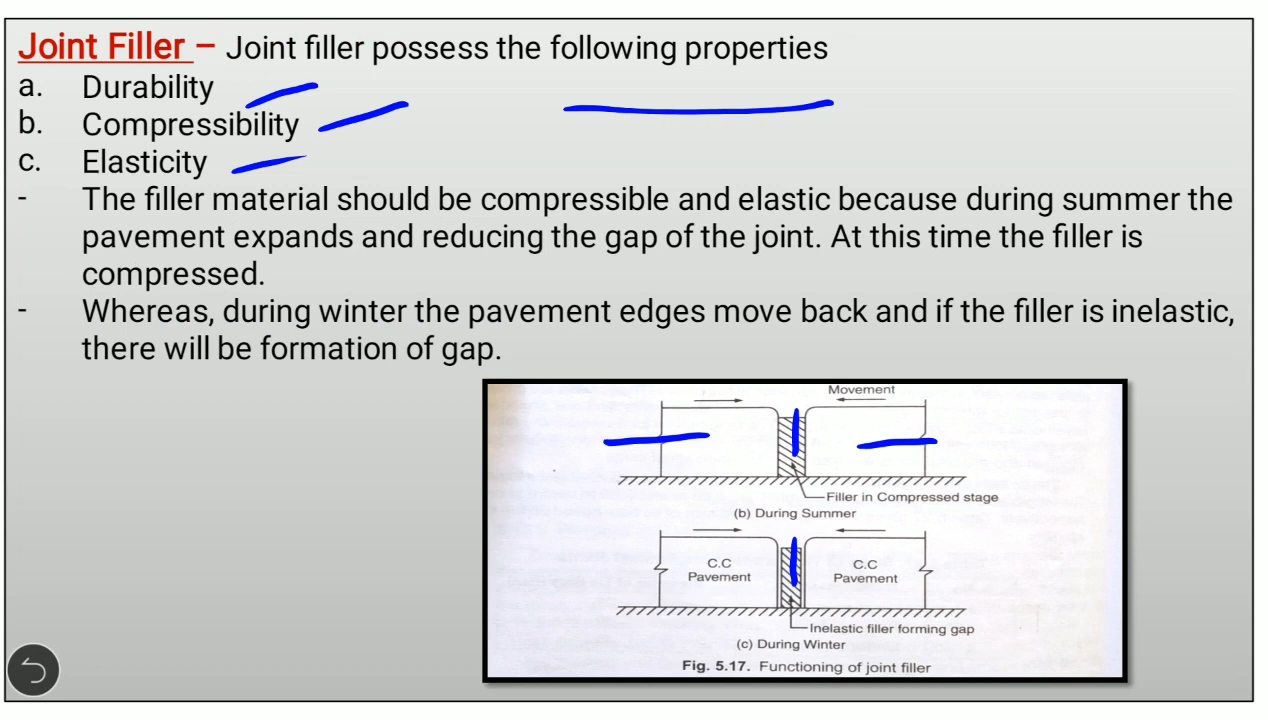 Joint Filler – Joint filler possess the following properties
a. Durability
b. Compressibility
c. Elasticity
- The filler material should be compressible and elastic because during summer the
pavement expands and reducing the gap of the joint. At this time the filler is
compressed.
- Whereas, during winter the pavement edges move back and if the filler is inelastic,
there will be formation of gap.
Movement
Filler in Compressed stage
(b) During Summer
C.C
Pavement
C.C
Pavement
Inelastic filler forming gap
(c) During Winter
Fig. 5.17. Functioning of joint filler